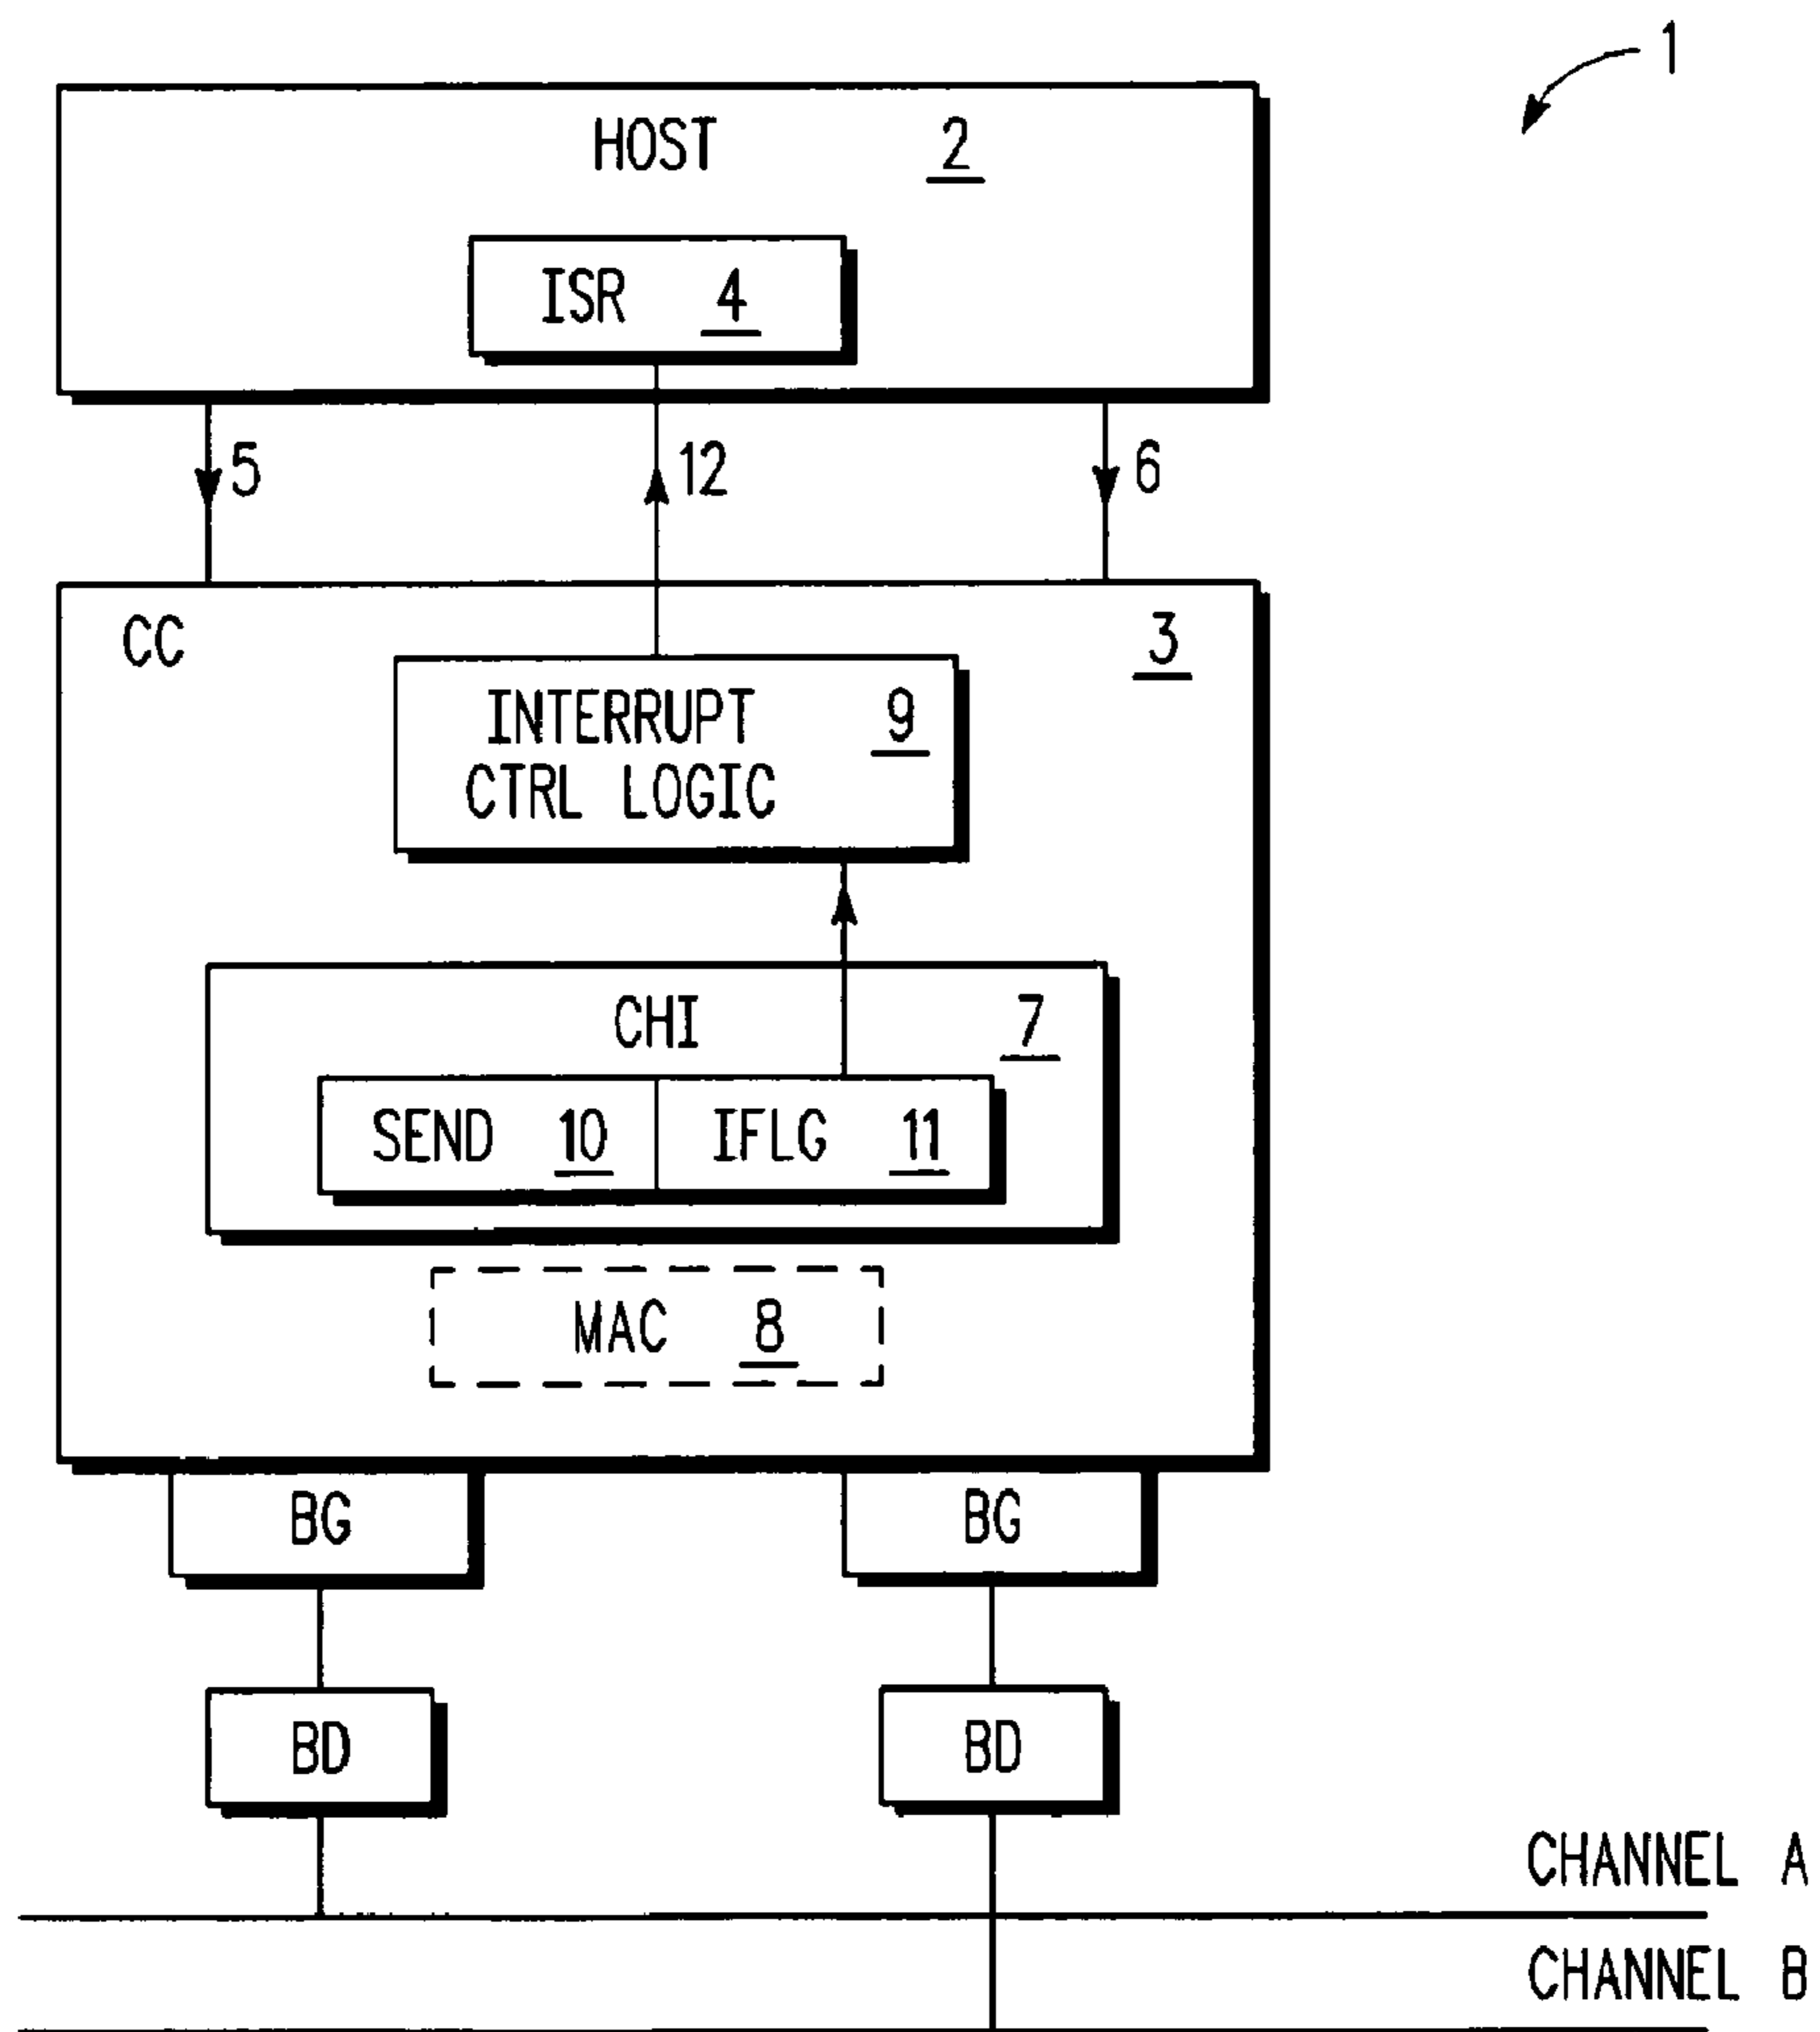 1
HOST 2
ISR 4
5 12 6
CC 3
INTERRUPT 9
CTRL LOGIC
CHI 7
SEND 10 IFLG 11
MAC 8
BG BG
BD BD
CHANNEL A
CHANNEL B